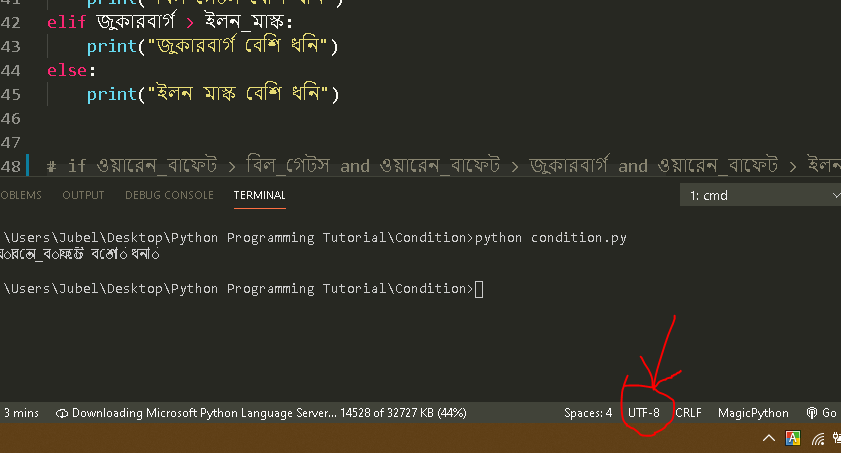 41 print("বিল গেটস বেশি ধনি")
42 elif জুকারবার্গ > ইলন_মাস্ক:
43 print("জুকারবার্গ বেশি ধনি")
44 else:
45 print("ইলন মাস্ক বেশি ধনি")
46
47
48 # if ওয়ারেন_বাফেট > বিল_গেটস and ওয়ারেন_বাফেট > জুকারবার্গ and ওয়ারেন_বাফেট > ইলন
OBLEMS OUTPUT DEBUG CONSOLE TERMINAL 1: cmd
\Users\Jubel\Desktop\Python Programming Tutorial\Condition>python condition.py
\Users\Jubel\Desktop\Python Programming Tutorial\Condition>
3 mins Downloading Microsoft Python Language Server... 14528 of 32727 KB (44%) Spaces: 4 UTF-8 CRLF MagicPython Go
A